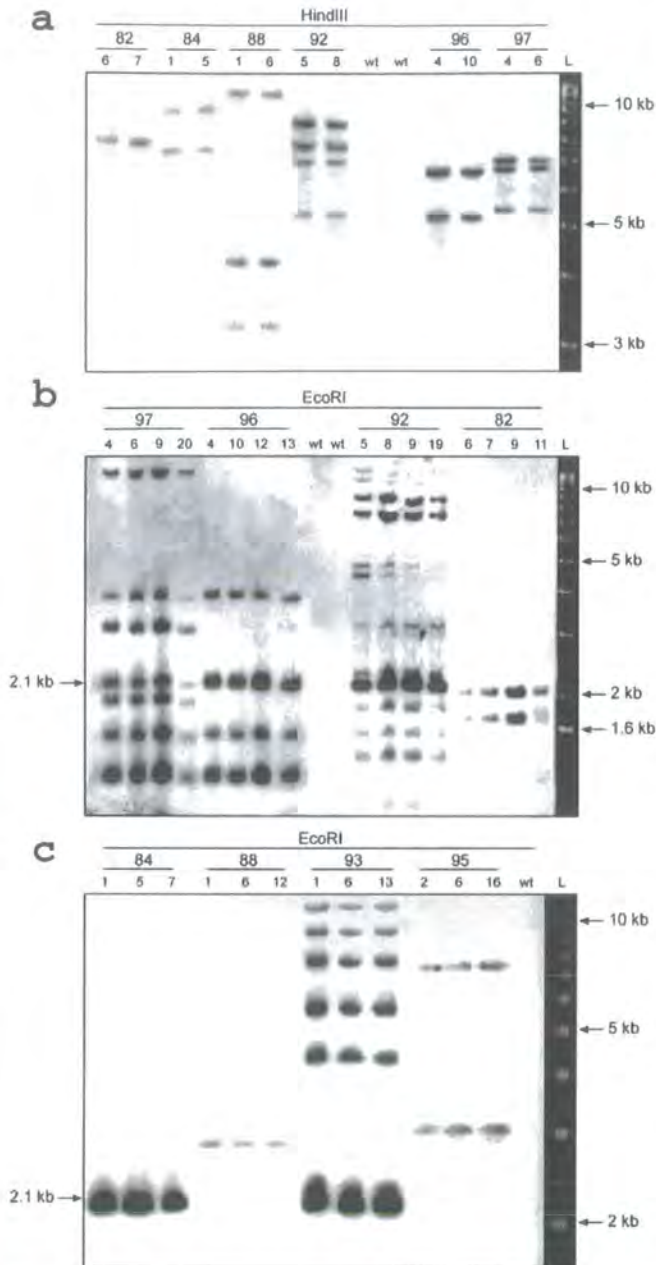 a
HindIII
82 84 88 92 96 97
6 7 1 5 1 6 5 8 wt wt 4 10 4 6 L
10 kb
5 kb
3 kb
b
EcoRI
97 96 92 82
4 6 9 20 4 10 12 13 wt wt 5 8 9 19 6 7 9 11 L
10 kb
5 kb
2.1 kb
2 kb
1.6 kb
c
EcoRI
84 88 93 95
1 5 7 1 6 12 1 6 13 2 6 16 wt L
10 kb
5 kb
2.1 kb
2 kb